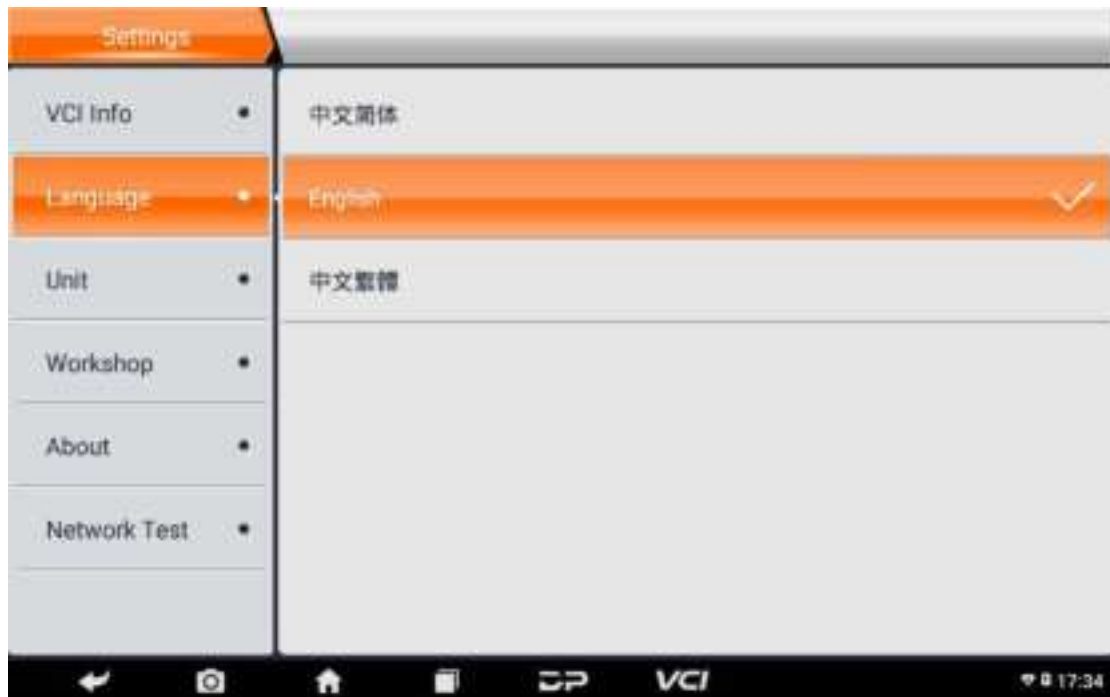 Settings
VCI Info
Language
Unit
Workshop
About
Network Test
中文简体
English
中文繁體
VCI
17:34